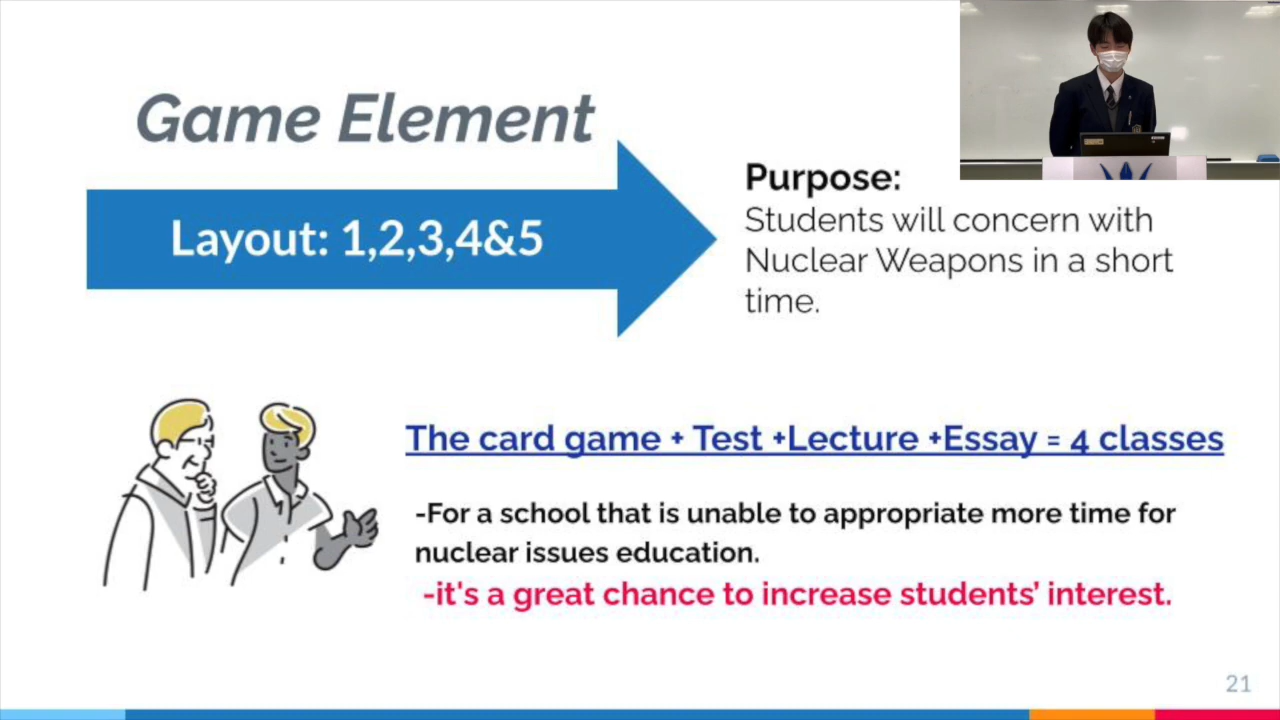 Game Element
Layout: 1,2,3,4&5
Purpose:
Students will concern with
Nuclear Weapons in a short
time.
The card game + Test +Lecture +Essay = 4 classes
-For a school that is unable to appropriate more time for
nuclear issues education.
-it's a great chance to increase students’ interest.
21